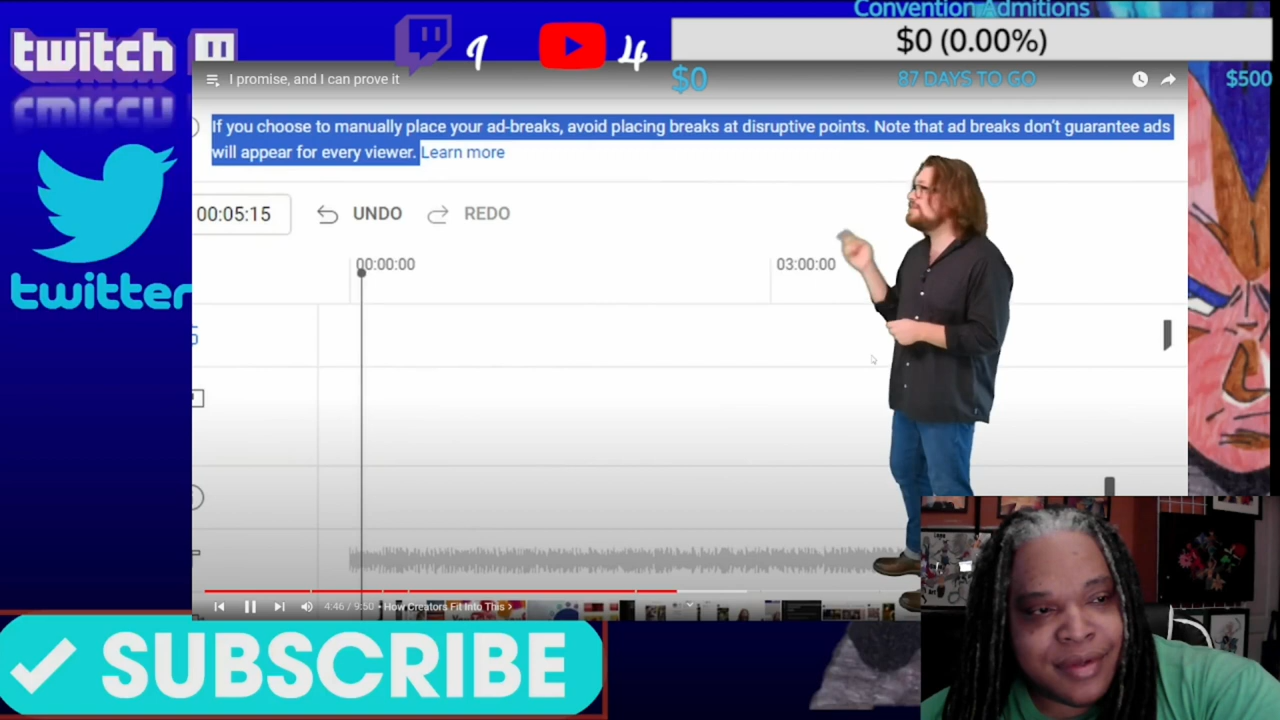 Convention Admitions
twitch
9
4
$0 (0.00%)
I promise, and I can prove it
$0
87 DAYS TO GO
$500
If you choose to manually place your ad-breaks, avoid placing breaks at disruptive points. Note that ad breaks don't guarantee ads
will appear for every viewer. Learn more
00:05:15
UNDO
REDO
00:00:00
03:00:00
twitter
4:46 / 9:50 • How Creators Fit Into This >
SUBSCRIBE